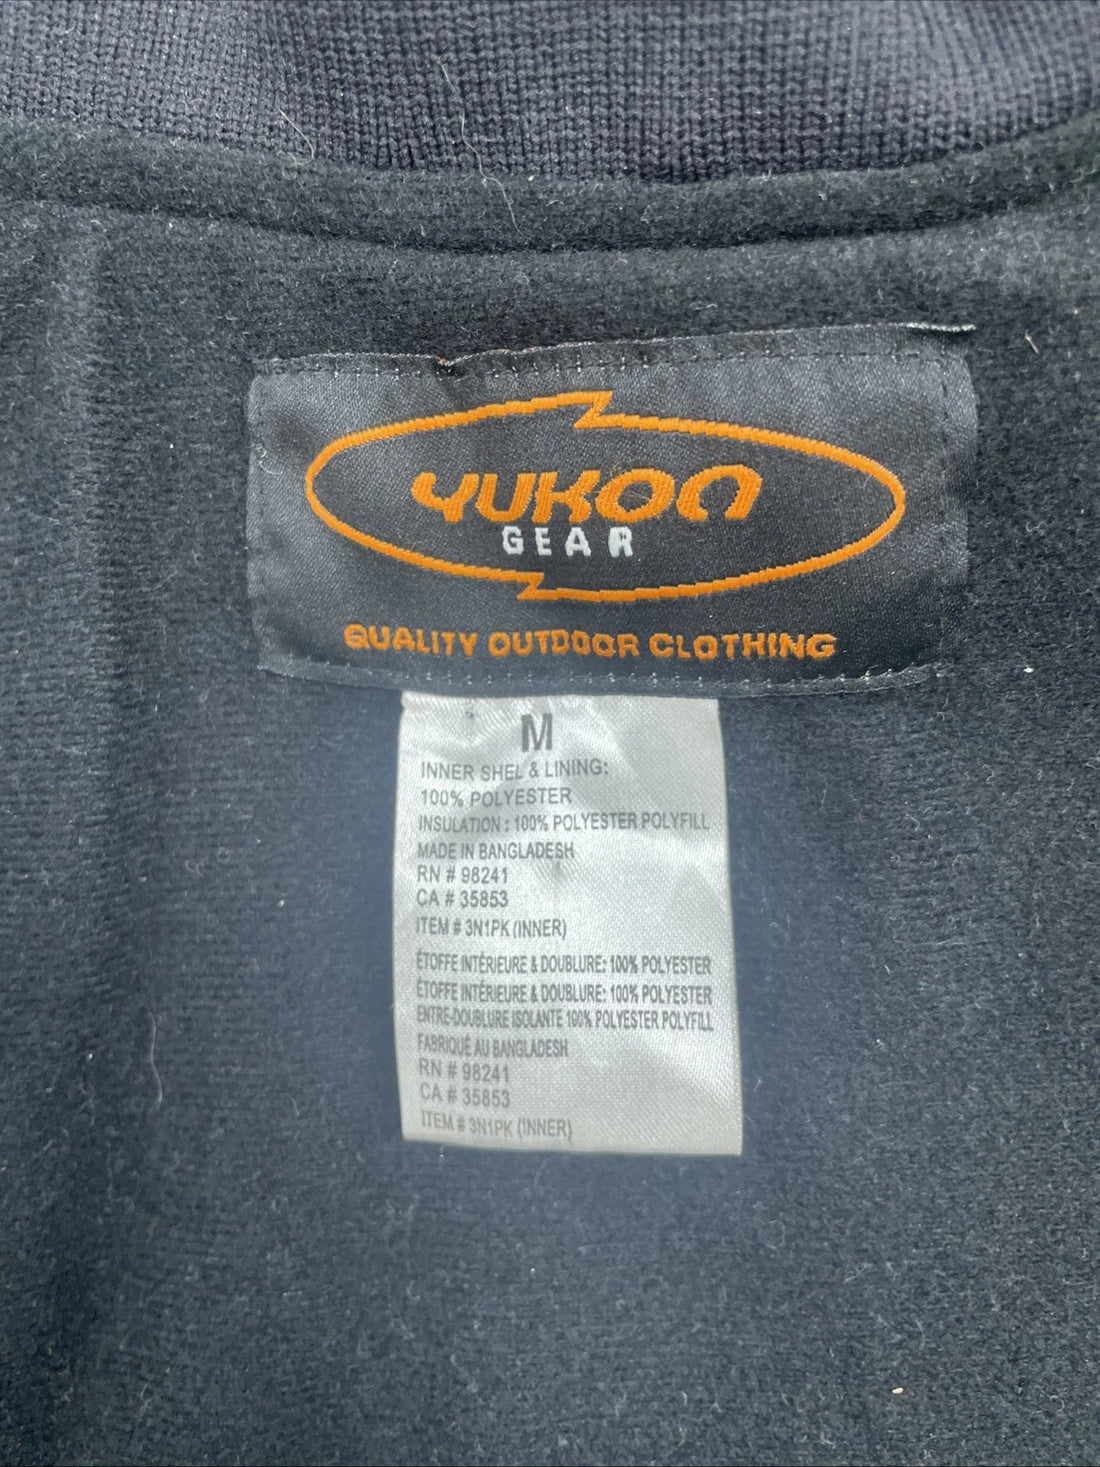 YUKON
GEAR
QUALITY OUTDOOR CLOTHING
M
INNER SHEL & LINING:
100% POLYESTER
INSULATION : 100% POLYESTER POLYFILL
MADE IN BANGLADESH
RN # 98241
CA # 35853
ITEM # 3N1PK (INNER)
ÉTOFFE INTÉRIEURE & DOUBLURE: 100% POLYESTER
ÉTOFFE INTÉRIEURE & DOUBLURE: 100% POLYESTER
ENTRE-DOUBLURE ISOLANTE 100% POLYESTER POLYFILL
FABRIQUÉ AU BANGLADESH
RN # 98241
CA # 35853
ITEM # 3N1PK (INNER)